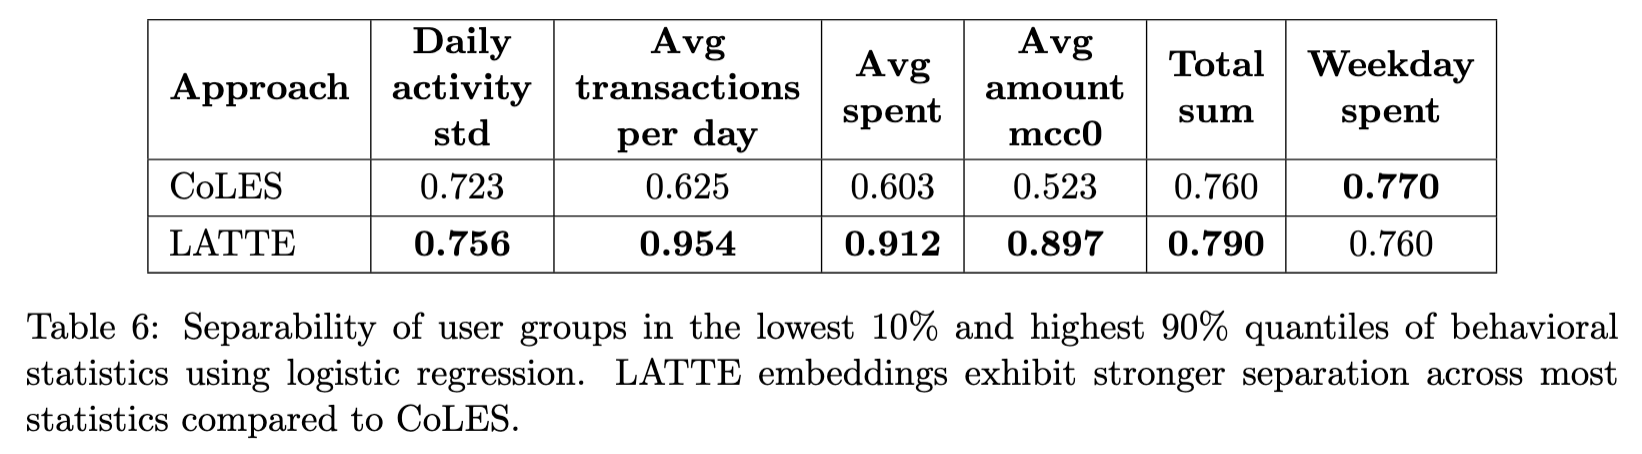 Approach Daily activity std Avg transactions per day Avg spent Avg amount mcc0 Total sum Weekday spent
CoLES 0.723 0.625 0.603 0.523 0.760 0.770
LATTE 0.756 0.954 0.912 0.897 0.790 0.760
Table 6: Separability of user groups in the lowest 10% and highest 90% quantiles of behavioral
statistics using logistic regression. LATTE embeddings exhibit stronger separation across most
statistics compared to CoLES.